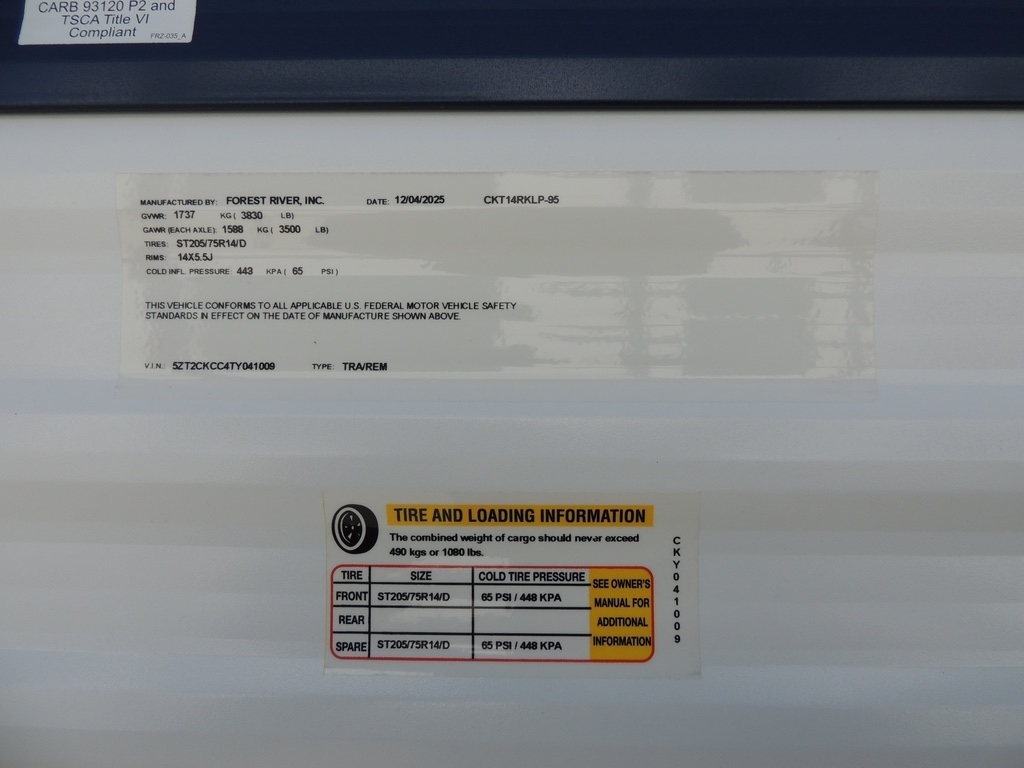 CARB 93120 P2 and
TSCA Title VI
Compliant FRZ-035_A
MANUFACTURED BY: FOREST RIVER, INC. DATE: 12/04/2025 CKT14RKLP-95
GVWR: 1737 KG ( 3830 LB)
GAWR (EACH AXLE): 1588 KG ( 3500 LB)
TIRES: ST205/75R14/D
RIMS: 14X5.5J
COLD INFL. PRESSURE: 443 KPA ( 65 PSI )
THIS VEHICLE CONFORMS TO ALL APPLICABLE U.S. FEDERAL MOTOR VEHICLE SAFETY
STANDARDS IN EFFECT ON THE DATE OF MANUFACTURE SHOWN ABOVE.
V.I.N.: 5ZT2CKCC4TY041009 TYPE: TRA/REM
TIRE AND LOADING INFORMATION
The combined weight of cargo should never exceed
490 kgs or 1080 lbs.
TIRE SIZE COLD TIRE PRESSURE
FRONT ST205/75R14/D 65 PSI / 448 KPA
REAR
SPARE ST205/75R14/D 65 PSI / 448 KPA
SEE OWNER'S
MANUAL FOR
ADDITIONAL
INFORMATION
CKY041009